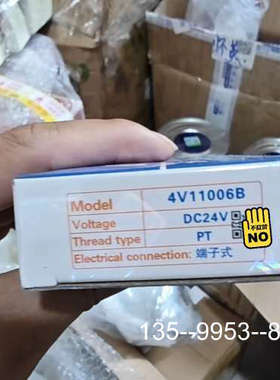 Model 4V11006B
Voltage DC24V
Thread type PT
Electrical connection: 端子式
NO
135--9953--8